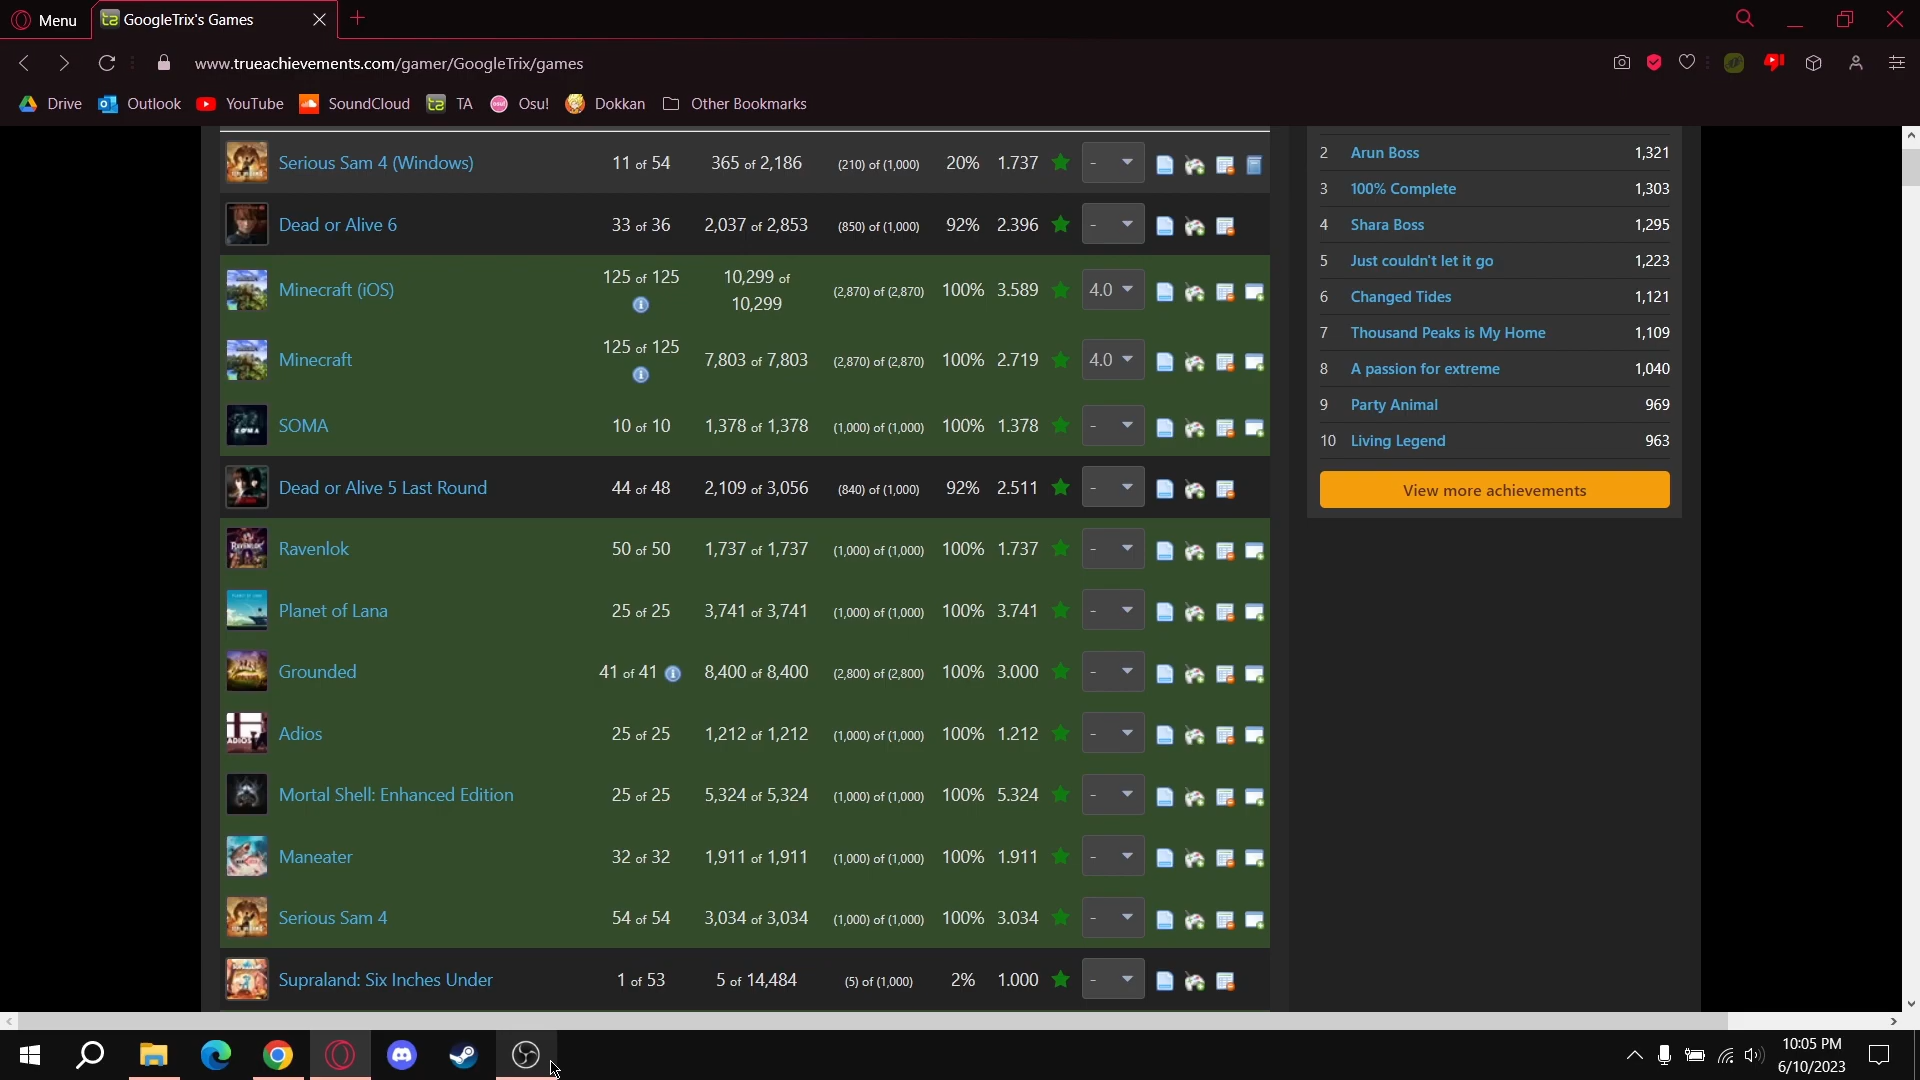 Menu
GoogleTrix's Games
www.trueachievements.com/gamer/GoogleTrix/games
Drive Outlook YouTube SoundCloud TA Osu! Dokkan Other Bookmarks
Serious Sam 4 (Windows) 11 of 54 365 of 2,186 (210) of (1,000) 20% 1.737 -
Dead or Alive 6 33 of 36 2,037 of 2,853 (850) of (1,000) 92% 2.396 -
Minecraft (iOS) 125 of 125 10,299 of 10,299 (2,870) of (2,870) 100% 3.589 4.0
Minecraft 125 of 125 7,803 of 7,803 (2,870) of (2,870) 100% 2.719 4.0
SOMA 10 of 10 1,378 of 1,378 (1,000) of (1,000) 100% 1.378 -
Dead or Alive 5 Last Round 44 of 48 2,109 of 3,056 (840) of (1,000) 92% 2.511 -
Ravenlok 50 of 50 1,737 of 1,737 (1,000) of (1,000) 100% 1.737 -
Planet of Lana 25 of 25 3,741 of 3,741 (1,000) of (1,000) 100% 3.741 -
Grounded 41 of 41 8,400 of 8,400 (2,800) of (2,800) 100% 3.000 -
Adios 25 of 25 1,212 of 1,212 (1,000) of (1,000) 100% 1.212 -
Mortal Shell: Enhanced Edition 25 of 25 5,324 of 5,324 (1,000) of (1,000) 100% 5.324 -
Maneater 32 of 32 1,911 of 1,911 (1,000) of (1,000) 100% 1.911 -
Serious Sam 4 54 of 54 3,034 of 3,034 (1,000) of (1,000) 100% 3.034 -
Supraland: Six Inches Under 1 of 53 5 of 14,484 (5) of (1,000) 2% 1.000 -
2 Arun Boss 1,321
3 100% Complete 1,303
4 Shara Boss 1,295
5 Just couldn't let it go 1,223
6 Changed Tides 1,121
7 Thousand Peaks is My Home 1,109
8 A passion for extreme 1,040
9 Party Animal 969
10 Living Legend 963
View more achievements
10:05 PM
6/10/2023